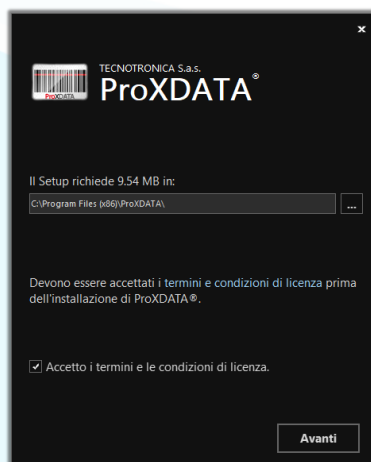 x
TECNOTRONICA S.a.s.
ProXDATA®
ProXDATA
Il Setup richiede 9.54 MB in:
C:\Program Files (x86)\ProXDATA\
...
Devono essere accettati i termini e condizioni di licenza prima
dell'installazione di ProXDATA®.
Accetto i termini e le condizioni di licenza.
Avanti